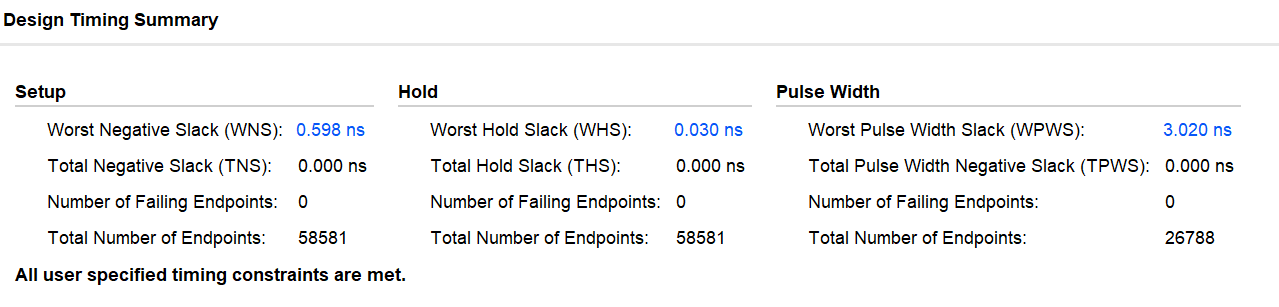 Design Timing Summary
Setup Hold Pulse Width
Worst Negative Slack (WNS): 0.598 ns Worst Hold Slack (WHS): 0.030 ns Worst Pulse Width Slack (WPWS): 3.020 ns
Total Negative Slack (TNS): 0.000 ns Total Hold Slack (THS): 0.000 ns Total Pulse Width Negative Slack (TPWS): 0.000 ns
Number of Failing Endpoints: 0 Number of Failing Endpoints: 0 Number of Failing Endpoints: 0
Total Number of Endpoints: 58581 Total Number of Endpoints: 58581 Total Number of Endpoints: 26788
All user specified timing constraints are met.